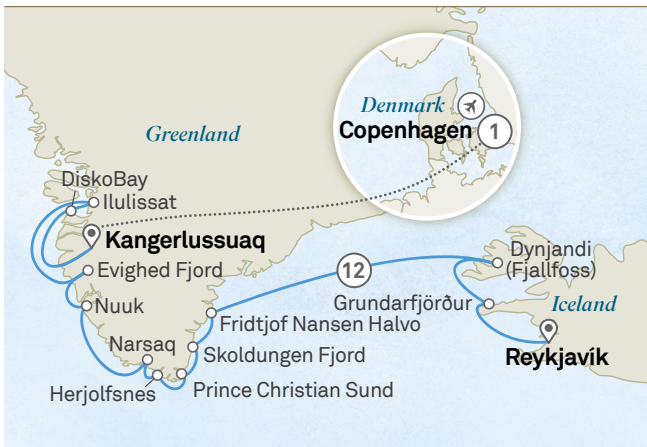 Denmark
Copenhagen 1
Greenland
DiskoBay
Ilulissat
Kangerlussuaq
Evighed Fjord
Nuuk
Narsaq
Herjolfsnes
Prince Christian Sund
Skoldungen Fjord
Fridtjof Nansen Halvo
12
Dynjandi
(Fjallfoss)
Grundarfjörður
Iceland
Reykjavík